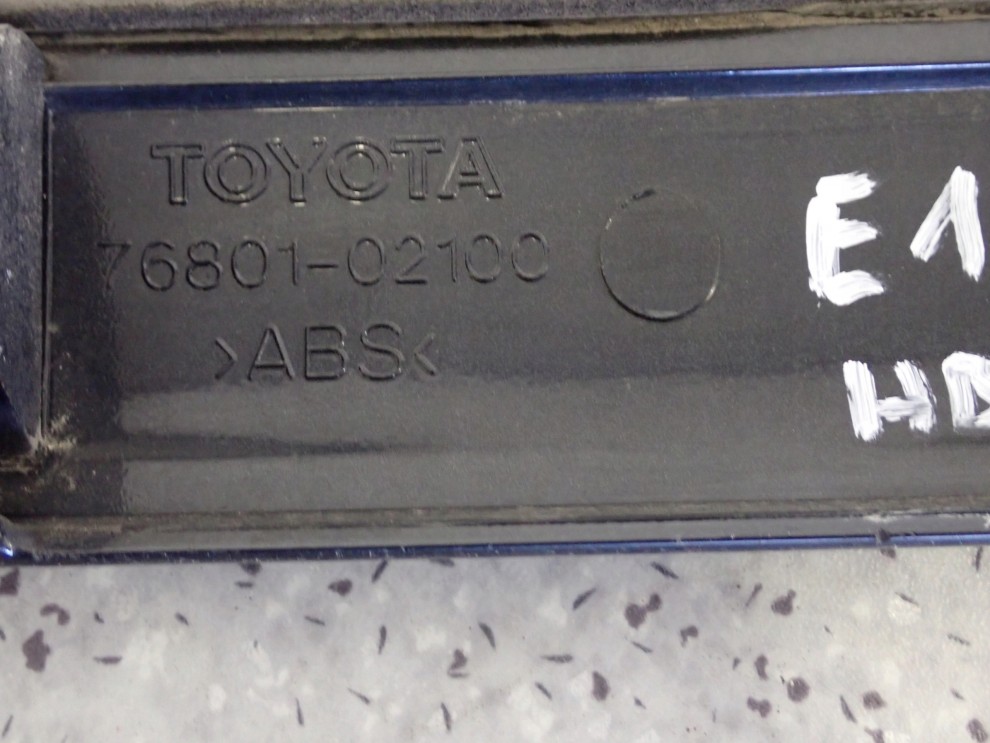 TOYOTA
76801-02100
>ABS<
E1